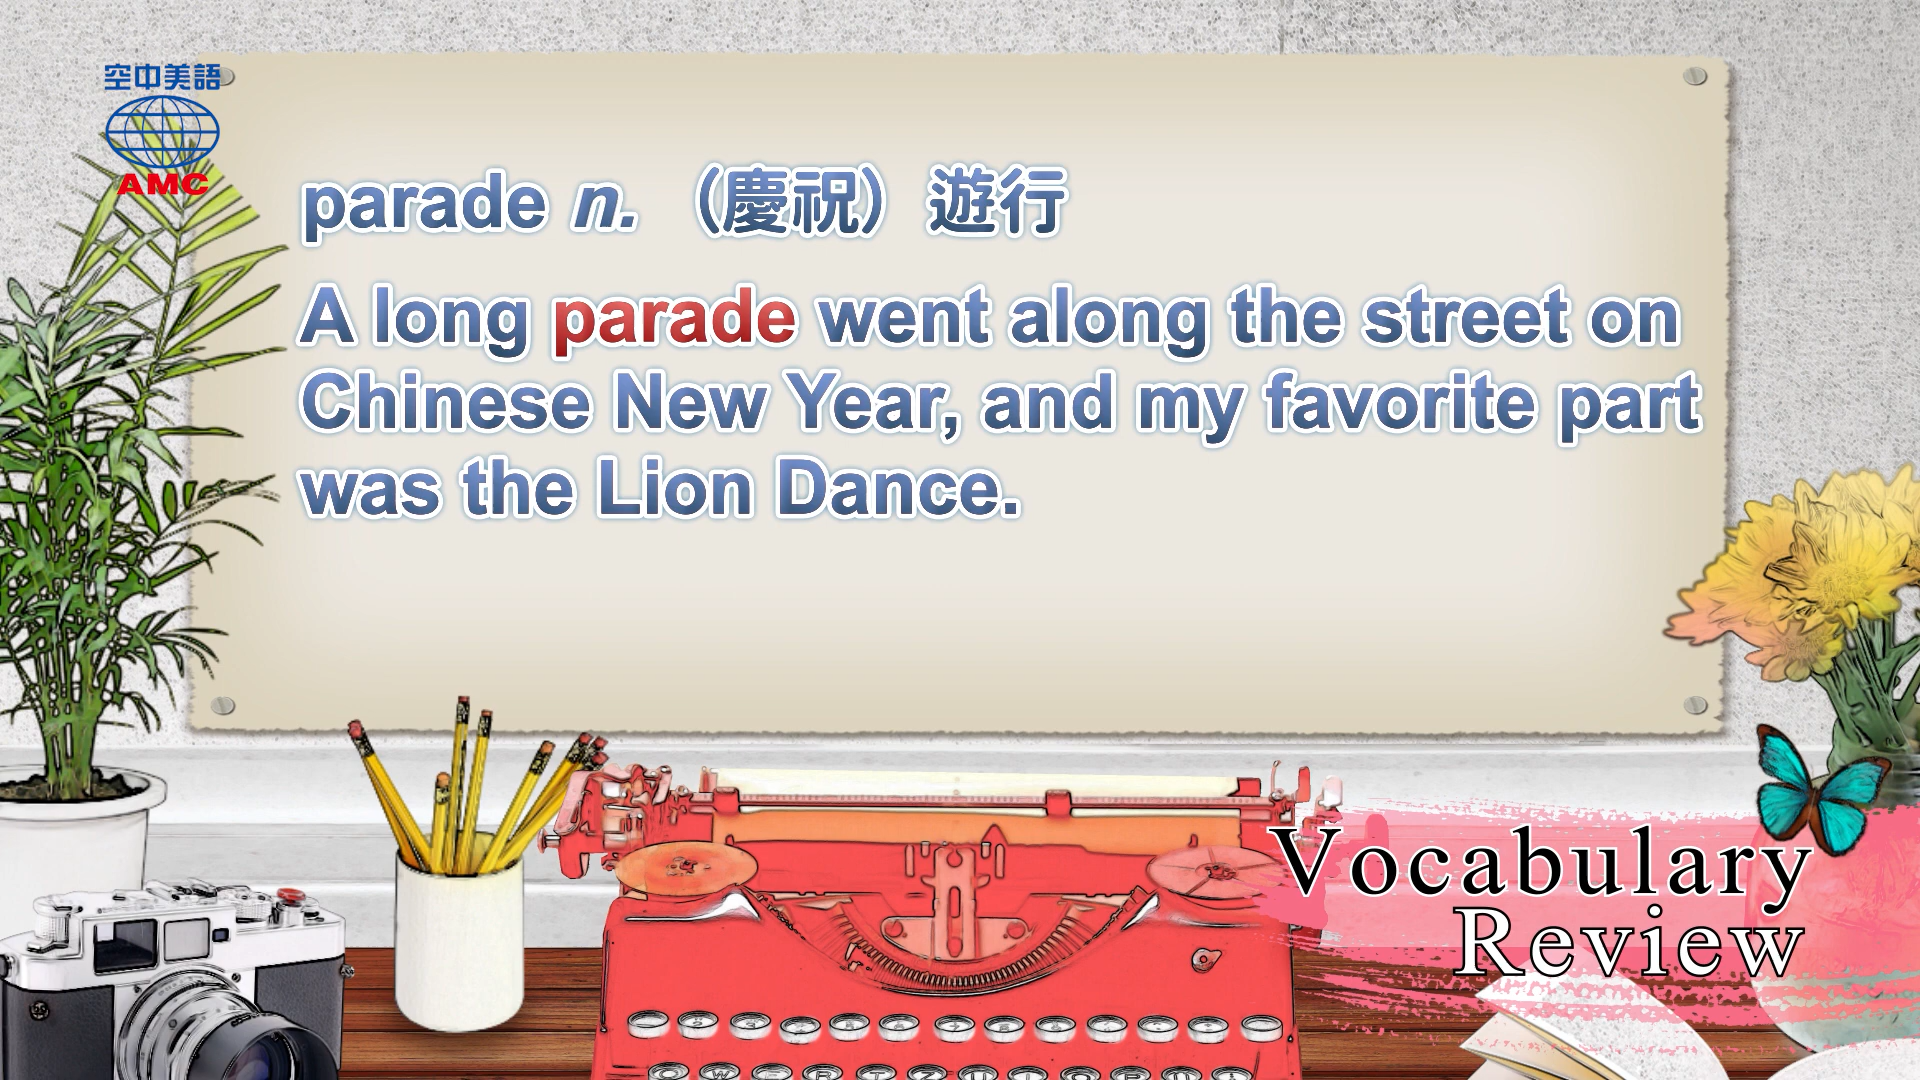 空中美語
AMC
parade n. （慶祝）遊行
A long parade went along the street on
Chinese New Year, and my favorite part
was the Lion Dance.
Vocabulary
Review